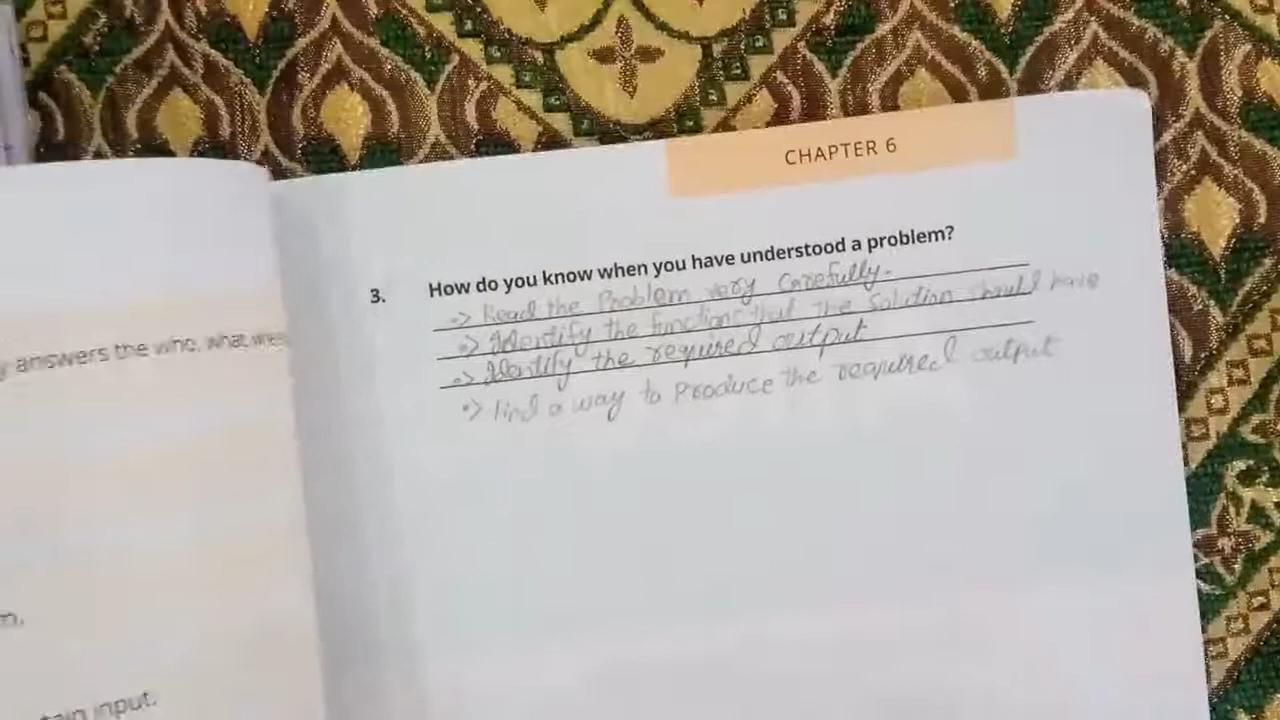 CHAPTER 6
answers the who, what
3. How do you know when you have understood a problem?
-> Read the Problem very Carefully.
-> Identify the functions that the Solution should have
-> Identify the required output
-> find a way to Produce the required output
input.